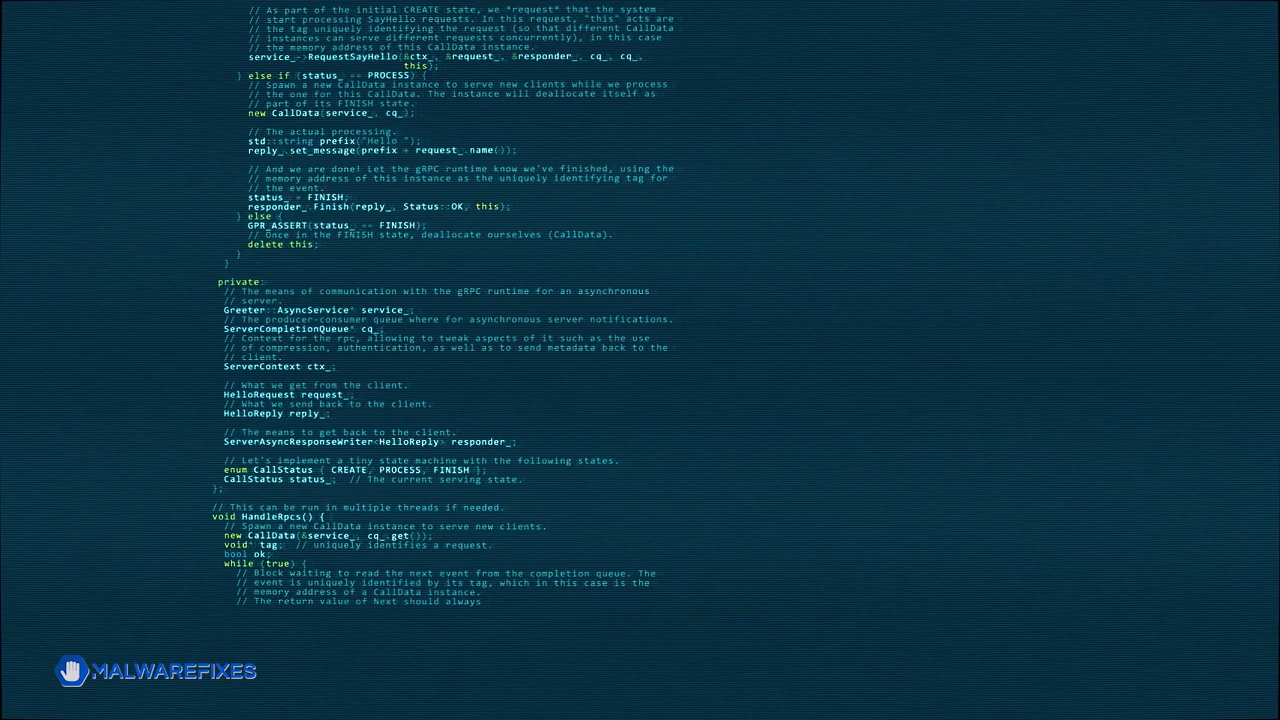 // As part of the initial CREATE state, we *request* that the system
// start processing SayHello requests. In this request, "this" acts are
// the tag uniquely identifying the request (so that different CallData
// instances can serve different requests concurrently), in this case
// the memory address of this CallData instance.
service_->RequestSayHello(&ctx_, &request_, &responder_, cq_, cq_,
this);
} else if (status_ == PROCESS) {
// Spawn a new CallData instance to serve new clients while we process
// the one for this CallData. The instance will deallocate itself as
// part of its FINISH state.
new CallData(service_, cq_);
// The actual processing.
std::string prefix("Hello ");
reply_.set_message(prefix + request_.name());
// And we are done! Let the gRPC runtime know we've finished, using the
// memory address of this instance as the uniquely identifying tag for
// the event.
status_ = FINISH;
responder_.Finish(reply_, Status::OK, this);
} else {
GPR_ASSERT(status_ == FINISH);
// Once in the FINISH state, deallocate ourselves (CallData).
delete this;
}
}
private:
// The means of communication with the gRPC runtime for an asynchronous
// server.
Greeter::AsyncService* service_;
// The producer-consumer queue where for asynchronous server notifications.
ServerCompletionQueue* cq_;
// Context for the rpc, allowing to tweak aspects of it such as the use
// of compression, authentication, as well as to send metadata back to the
// client.
ServerContext ctx_;
// What we get from the client.
HelloRequest request_;
// What we send back to the client.
HelloReply reply_;
// The means to get back to the client.
ServerAsyncResponseWriter<HelloReply> responder_;
// Let's implement a tiny state machine with the following states.
enum CallStatus { CREATE, PROCESS, FINISH };
CallStatus status_;  // The current serving state.
};
// This can be run in multiple threads if needed.
void HandleRpcs() {
// Spawn a new CallData instance to serve new clients.
new CallData(&service_, cq_.get());
void* tag;  // uniquely identifies a request.
bool ok;
while (true) {
// Block waiting to read the next event from the completion queue. The
// event is uniquely identified by its tag, which in this case is the
// memory address of a CallData instance.
// The return value of Next should always
MALWAREFIXES